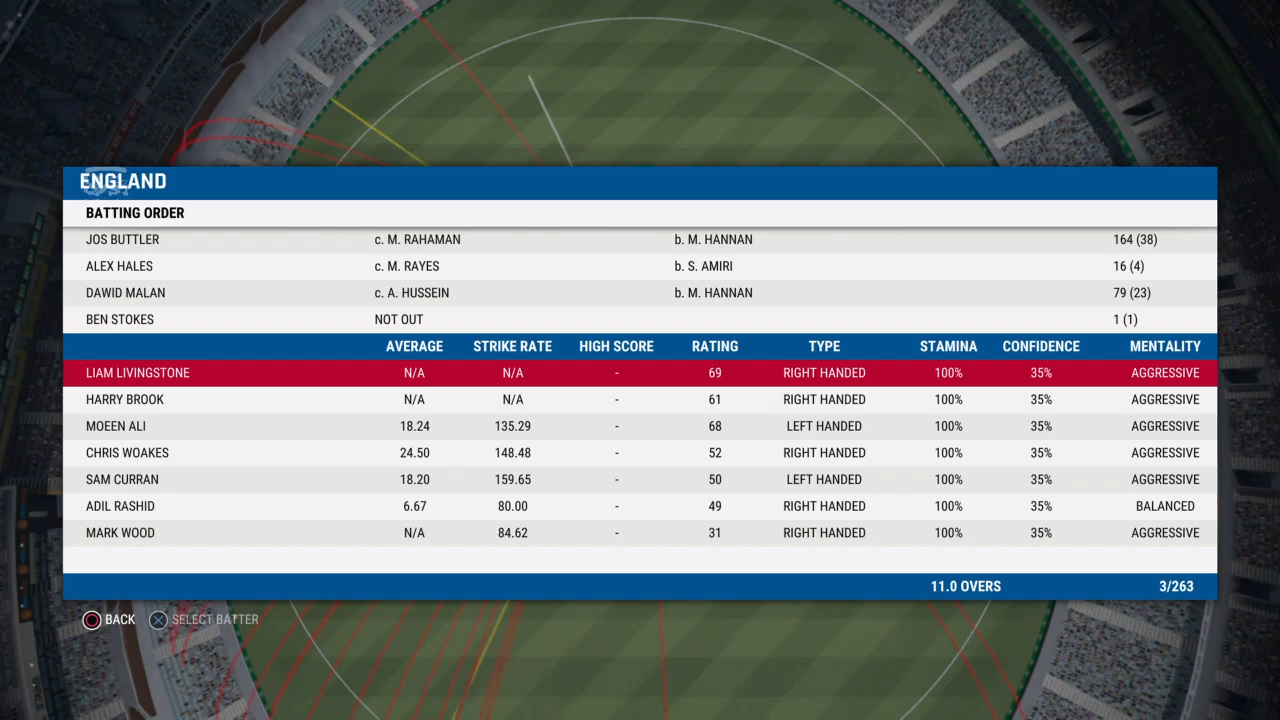 ENGLAND
BATTING ORDER
JOS BUTTLER c. M. RAHAMAN b. M. HANNAN 164 (38)
ALEX HALES c. M. RAYES b. S. AMIRI 16 (4)
DAWID MALAN c. A. HUSSEIN b. M. HANNAN 79 (23)
BEN STOKES NOT OUT 1 (1)
AVERAGE STRIKE RATE HIGH SCORE RATING TYPE STAMINA CONFIDENCE MENTALITY
LIAM LIVINGSTONE N/A N/A - 69 RIGHT HANDED 100% 35% AGGRESSIVE
HARRY BROOK N/A N/A - 61 RIGHT HANDED 100% 35% AGGRESSIVE
MOEEN ALI 18.24 135.29 - 68 LEFT HANDED 100% 35% AGGRESSIVE
CHRIS WOAKES 24.50 148.48 - 52 RIGHT HANDED 100% 35% AGGRESSIVE
SAM CURRAN 18.20 159.65 - 50 LEFT HANDED 100% 35% AGGRESSIVE
ADIL RASHID 6.67 80.00 - 49 RIGHT HANDED 100% 35% BALANCED
MARK WOOD N/A 84.62 - 31 RIGHT HANDED 100% 35% AGGRESSIVE
11.0 OVERS 3/263
BACK SELECT BATTER